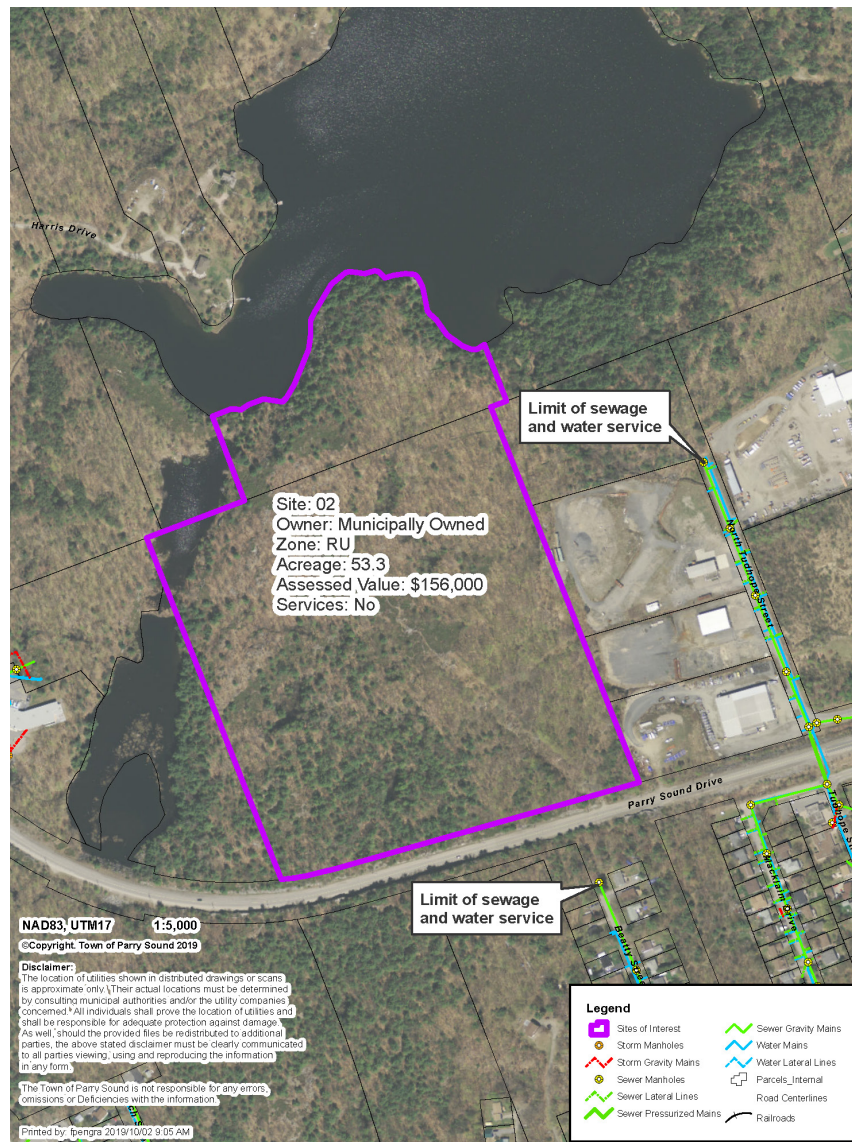 Harris Drive
Limit of sewage
and water service
North Tudhope Street
Site: 02
Owner: Municipally Owned
Zone: RU
Acreage: 53.3
Assessed Value: $156,000
Services: No
Parry Sound Drive
Limit of sewage
and water service
Beatty
NAD83, UTM17 1:5,000
©Copyright. Town of Parry Sound 2019
Disclaimer:
The location of utilities shown in distributed drawings or scans
is approximate only. Their actual locations must be determined
by consulting municipal authorities and/or the utility companies
concerned. All individuals shall prove the location of utilities and
shall be responsible for adequate protection against damage.
As well, should the provided files be redistributed to additional
parties, the above stated disclaimer must be clearly communicated
to all parties viewing, using and reproducing the information
in any form.
The Town of Parry Sound is not responsible for any errors,
omissions or Deficiencies with the information.
Printed by: fpengra 2019/10/02 9:05 AM
Legend
Sites of Interest
Storm Manholes
Storm Gravity Mains
Sewer Manholes
Sewer Lateral Lines
Sewer Pressurized Mains
Sewer Gravity Mains
Water Mains
Water Lateral Lines
Parcels_Internal
Road Centerlines
Railroads